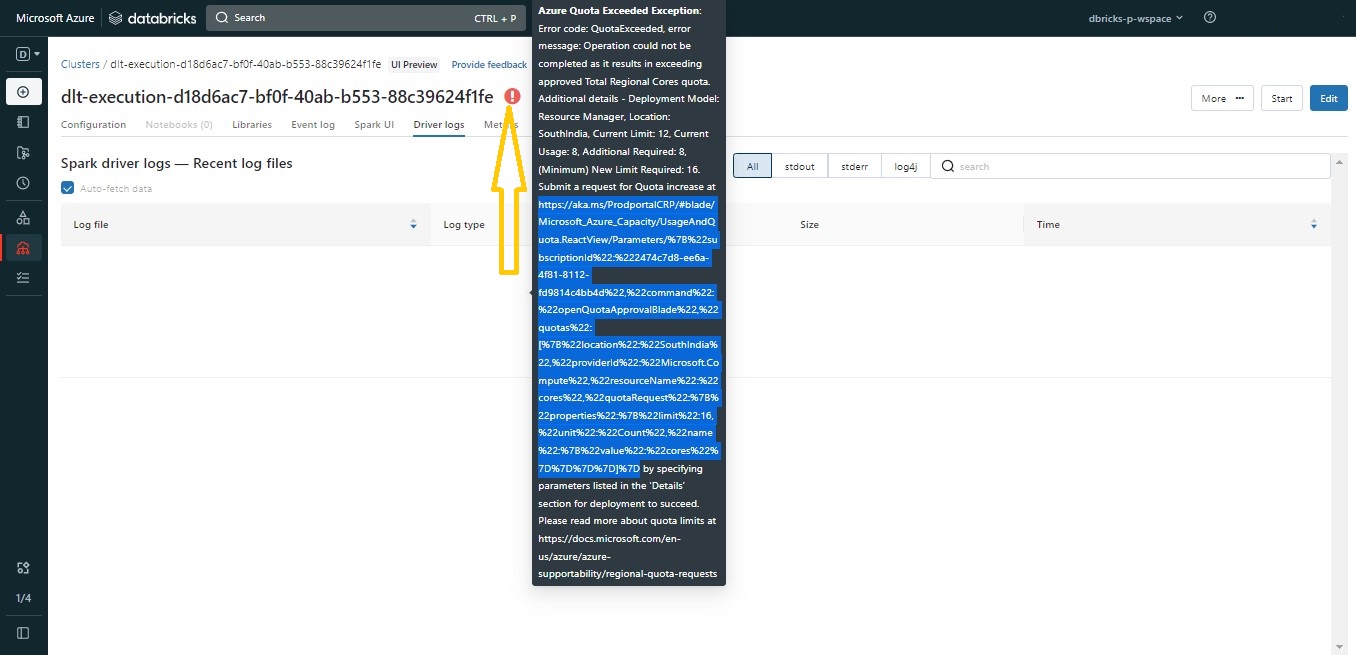 Microsoft Azure
databricks
Search
CTRL + P
dbricks-p-wspace
D
Clusters / dlt-execution-d18d6ac7-bf0f-40ab-b553-88c39624f1fe
UI Preview
Provide feedback
dlt-execution-d18d6ac7-bf0f-40ab-b553-88c39624f1fe
More
Start
Edit
Configuration
Notebooks (0)
Libraries
Event log
Spark UI
Driver logs
Spark driver logs — Recent log files
Auto-fetch data
All
stdout
stderr
log4j
search
Log file
Log type
Size
Time
Azure Quota Exceeded Exception:
Error code: QuotaExceeded, error
message: Operation could not be
completed as it results in exceeding
approved Total Regional Cores quota.
Additional details - Deployment Model:
Resource Manager, Location:
SouthIndia, Current Limit: 12, Current
Usage: 8, Additional Required: 8,
(Minimum) New Limit Required: 16.
Submit a request for Quota increase at
https://aka.ms/ProdportalCRP/#blade/
Microsoft_Azure_Capacity/UsageAndQ
uota.ReactView/Parameters/%7B%22su
bscriptionId%22:%222474c7d8-ee6a-
4f81-8112-
fd9814c4bb4d%22,%22command%22:
%22openQuotaApprovalBlade%22,%22
quotas%22:
[%7B%22location%22:%22SouthIndia%
22,%22providerId%22:%22Microsoft.Co
mpute%22,%22resourceName%22:%22
cores%22,%22quotaRequest%22:%7B%
22properties%22:%7B%22limit%22:16,
%22unit%22:%22Count%22,%22name
%22:%7B%22value%22:%22cores%22%
7D%7D%7D%7D]%7D by specifying
parameters listed in the 'Details'
section for deployment to succeed.
Please read more about quota limits at
https://docs.microsoft.com/en-
us/azure/azure-
supportability/regional-quota-requests
1/4